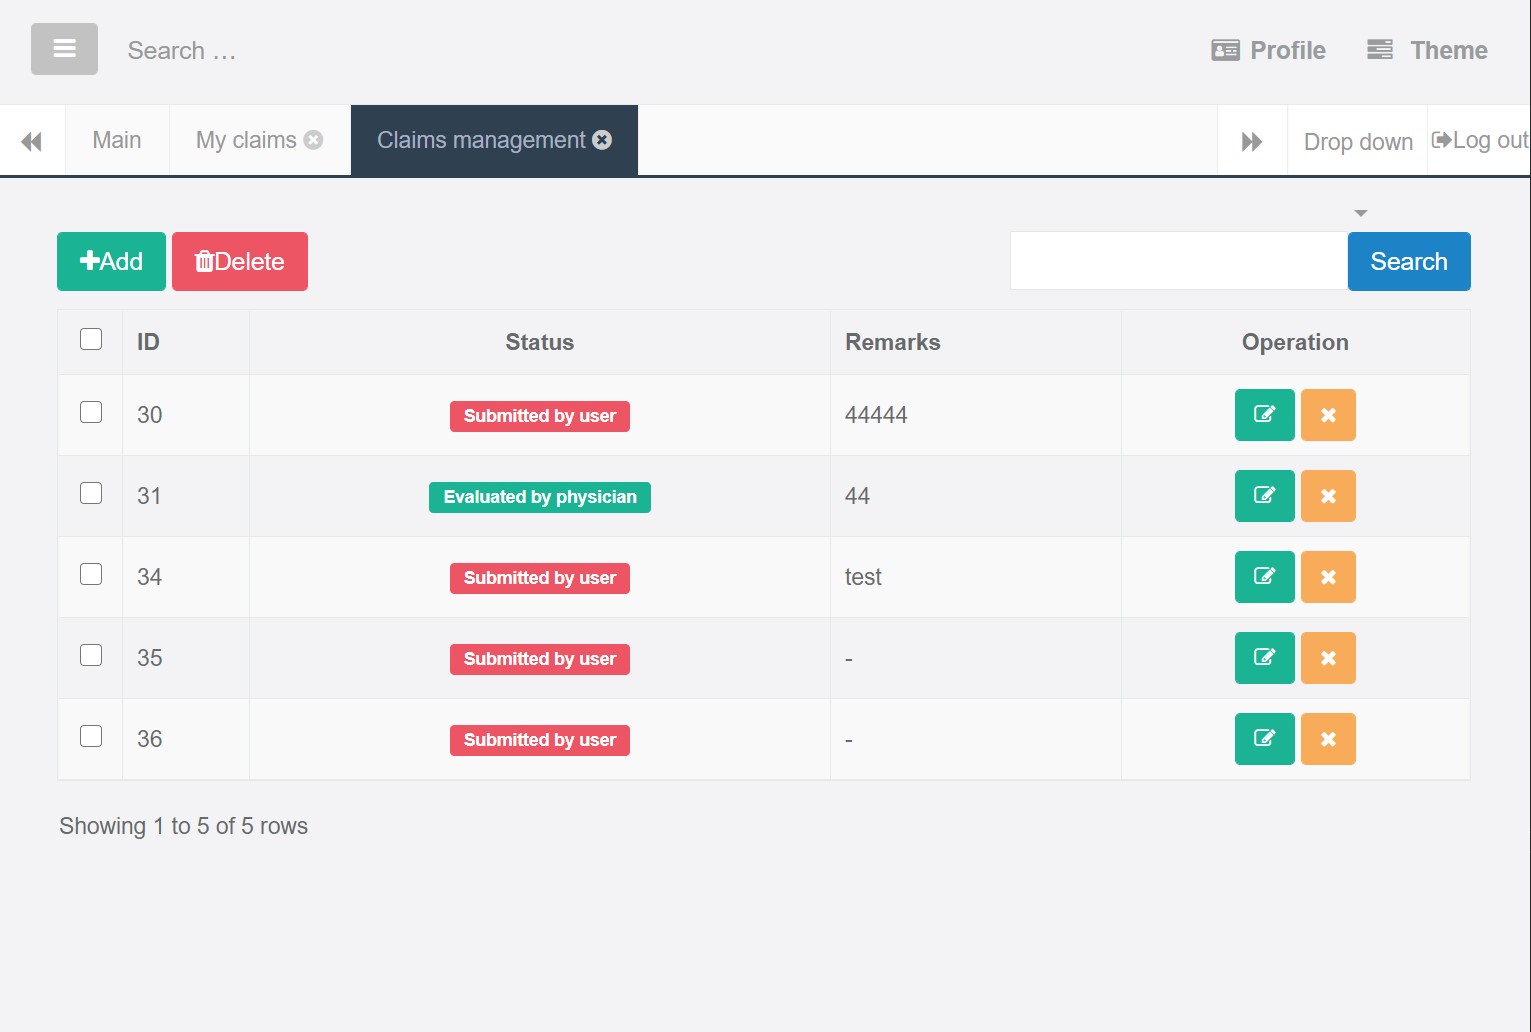 Search ...
Profile
Theme
Main
My claims
Claims management
Drop down
Log out
Add
Delete
Search
ID Status Remarks Operation
30 Submitted by user 44444
31 Evaluated by physician 44
34 Submitted by user test
35 Submitted by user -
36 Submitted by user -
Showing 1 to 5 of 5 rows